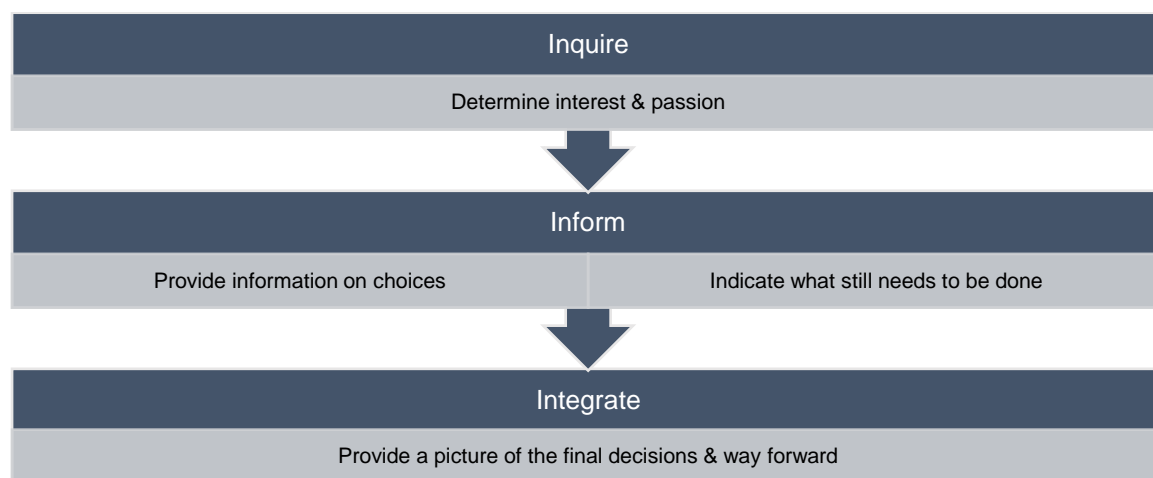 Inquire
Determine interest & passion
Inform
Provide information on choices
Indicate what still needs to be done
Integrate
Provide a picture of the final decisions & way forward